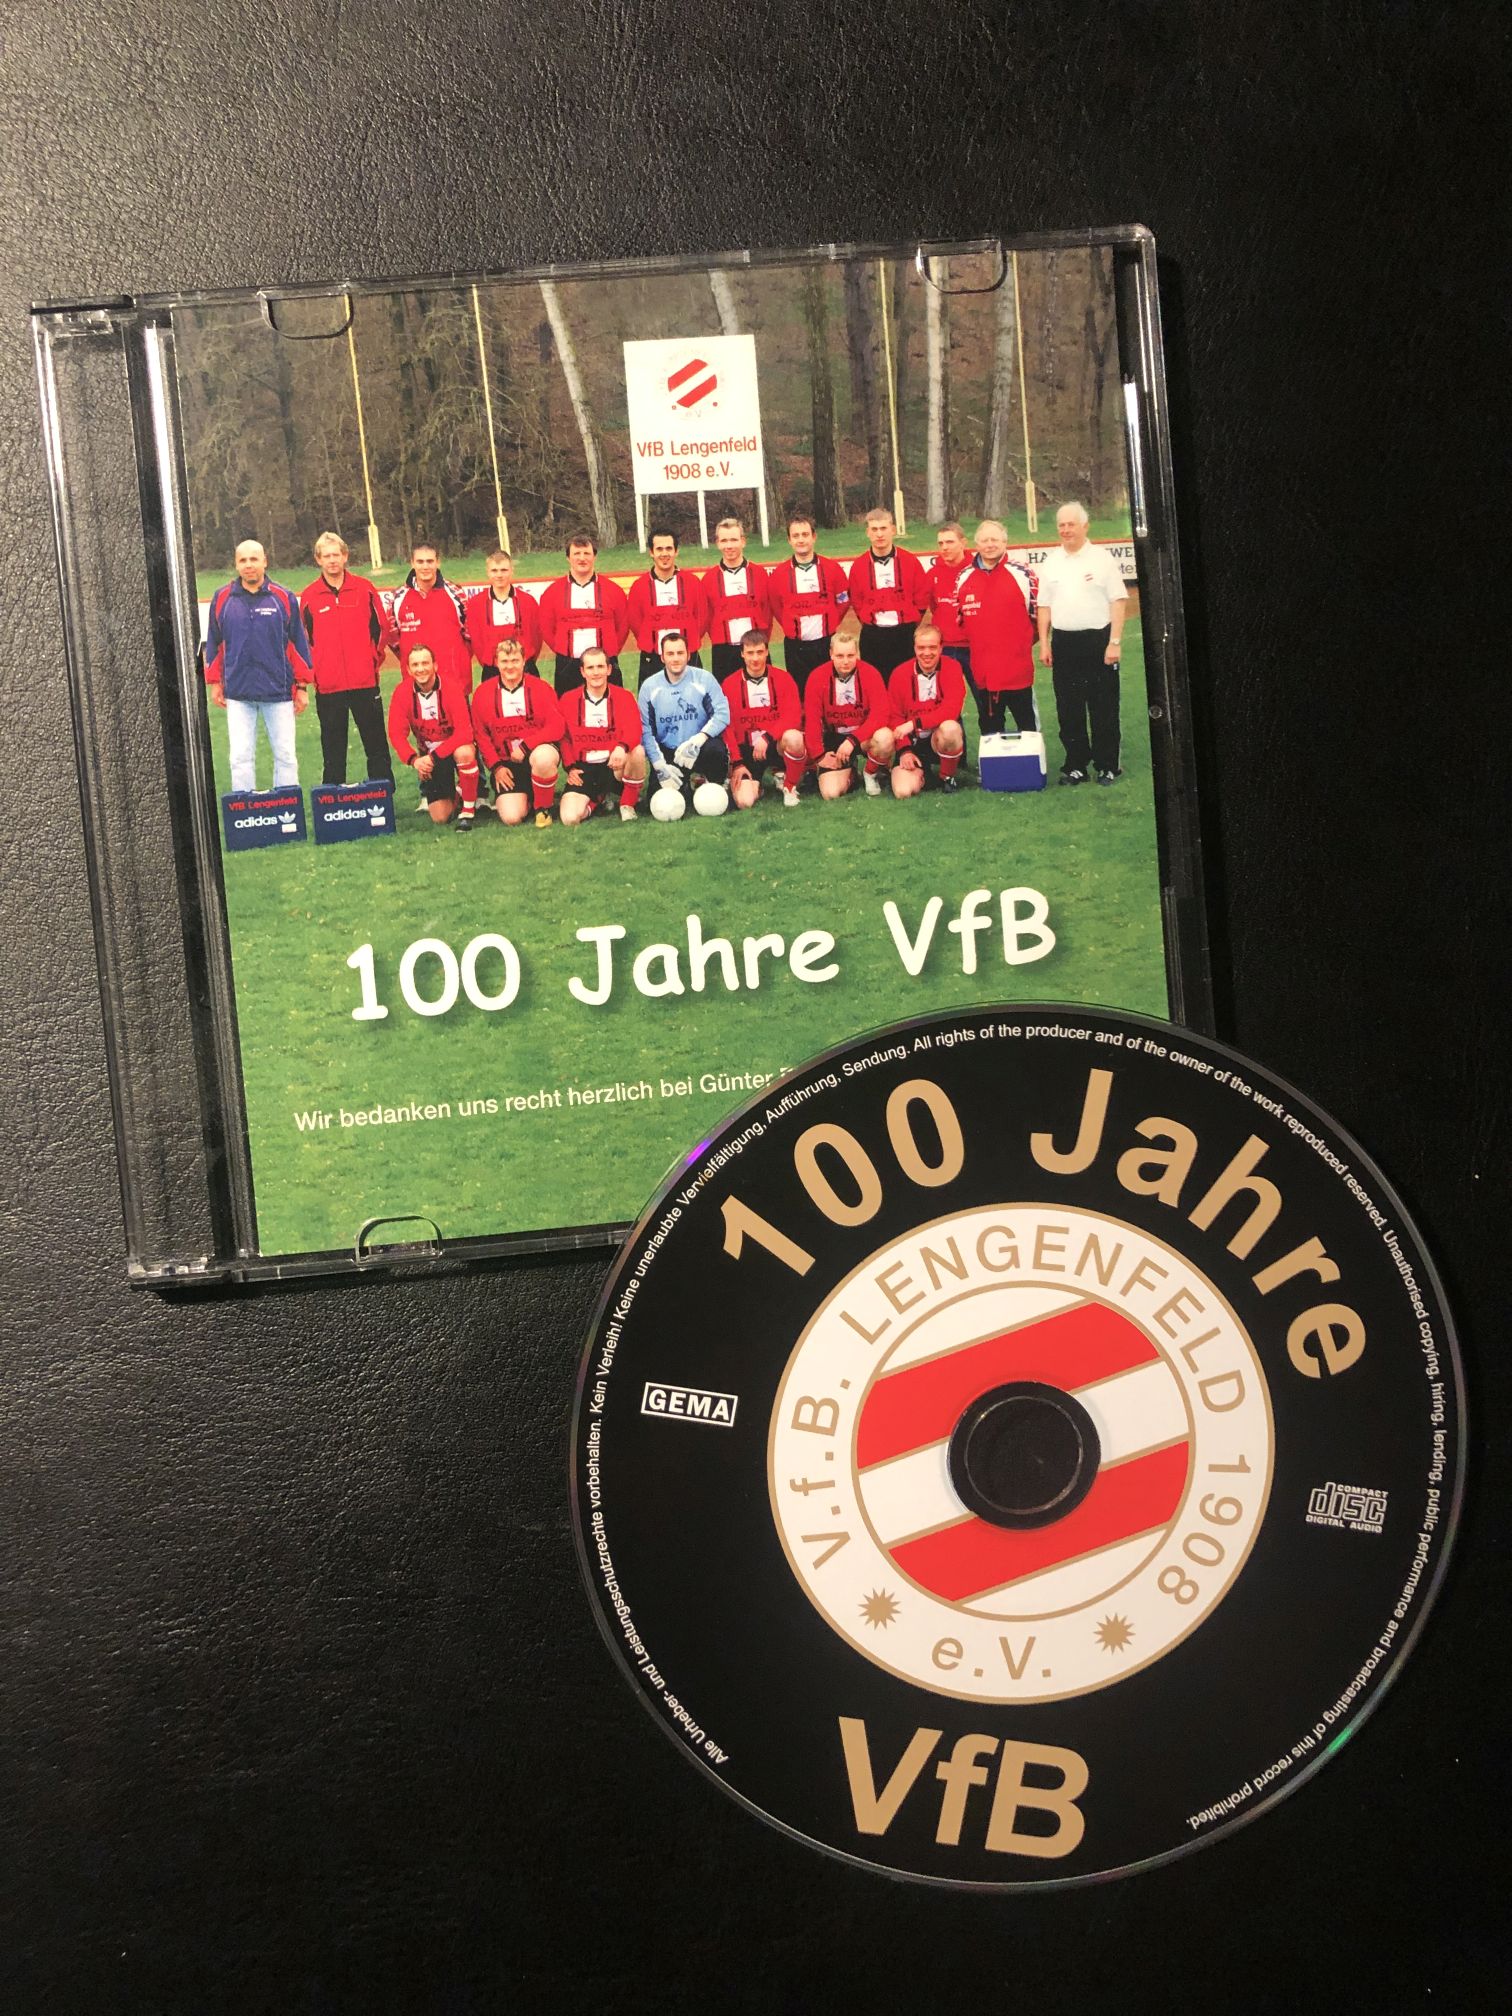 VfB Lengenfeld
1908 e.V.
VfB Lengenfeld
adidas
VfB Lengenfeld
adidas
DOTZAUER
DOTZAUER
DOTZAUER
DOTZAUER
100 Jahre VfB
Wir bedanken uns recht herzlich bei Günter
100 Jahre
VfB
V.f.B. LENGENFELD 1908
e.V.
GEMA
COMPACT
disc
DIGITAL AUDIO
Alle Urheber- und Leistungsschutzrechte vorbehalten. Kein Verleih! Keine unerlaubte Vervielfältigung, Aufführung, Sendung. All rights of the producer and of the owner of the work reproduced reserved. Unauthorised copying, hiring, lending, public performance and broadcasting of this record prohibited.